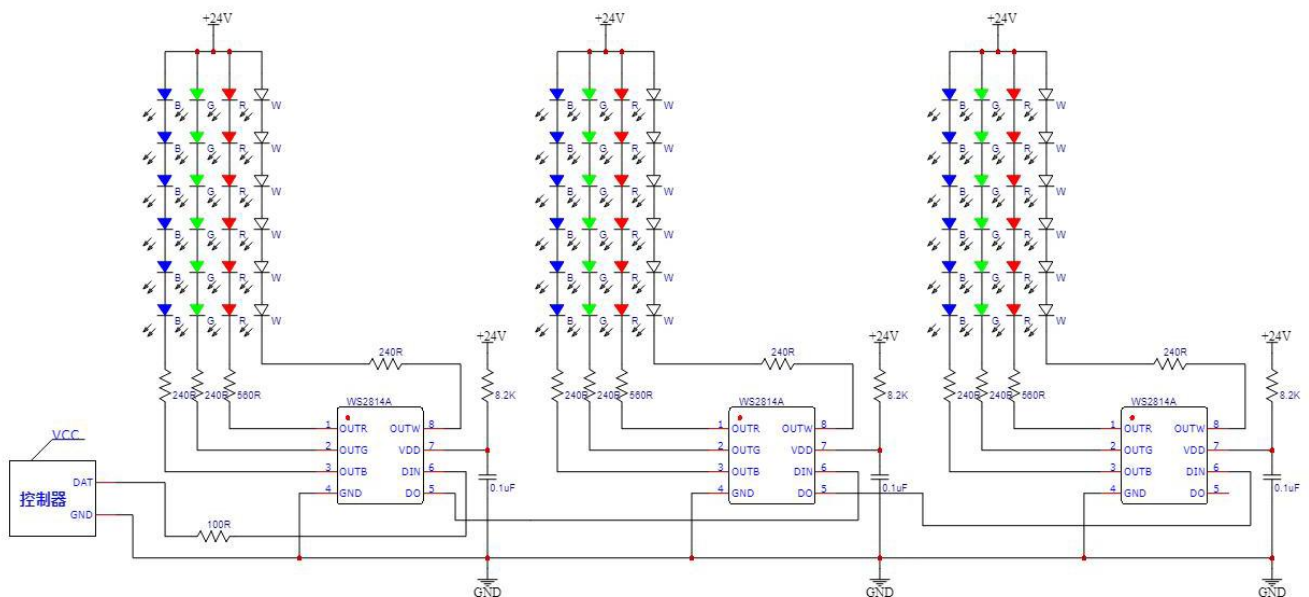 +24V +24V +24V
B G R W B G R W B G R W
B G R W B G R W B G R W
B G R W B G R W B G R W
B G R W B G R W B G R W
B G R W B G R W B G R W
B G R W B G R W B G R W
+24V +24V +24V
240R 240R 240R
240R 240R 560R 8.2K 240R 240R 560R 8.2K 240R 240R 560R 8.2K
WS2814A WS2814A WS2814A
1 OUTR OUTW 8 1 OUTR OUTW 8 1 OUTR OUTW 8
VCC
2 OUTG VDD 7 2 OUTG VDD 7 2 OUTG VDD 7
3 OUTB DIN 6 3 OUTB DIN 6 3 OUTB DIN 6
DAT
0.1uF 0.1uF 0.1uF
4 GND DO 5 4 GND DO 5 4 GND DO 5
控制器
GND
100R
GND GND GND